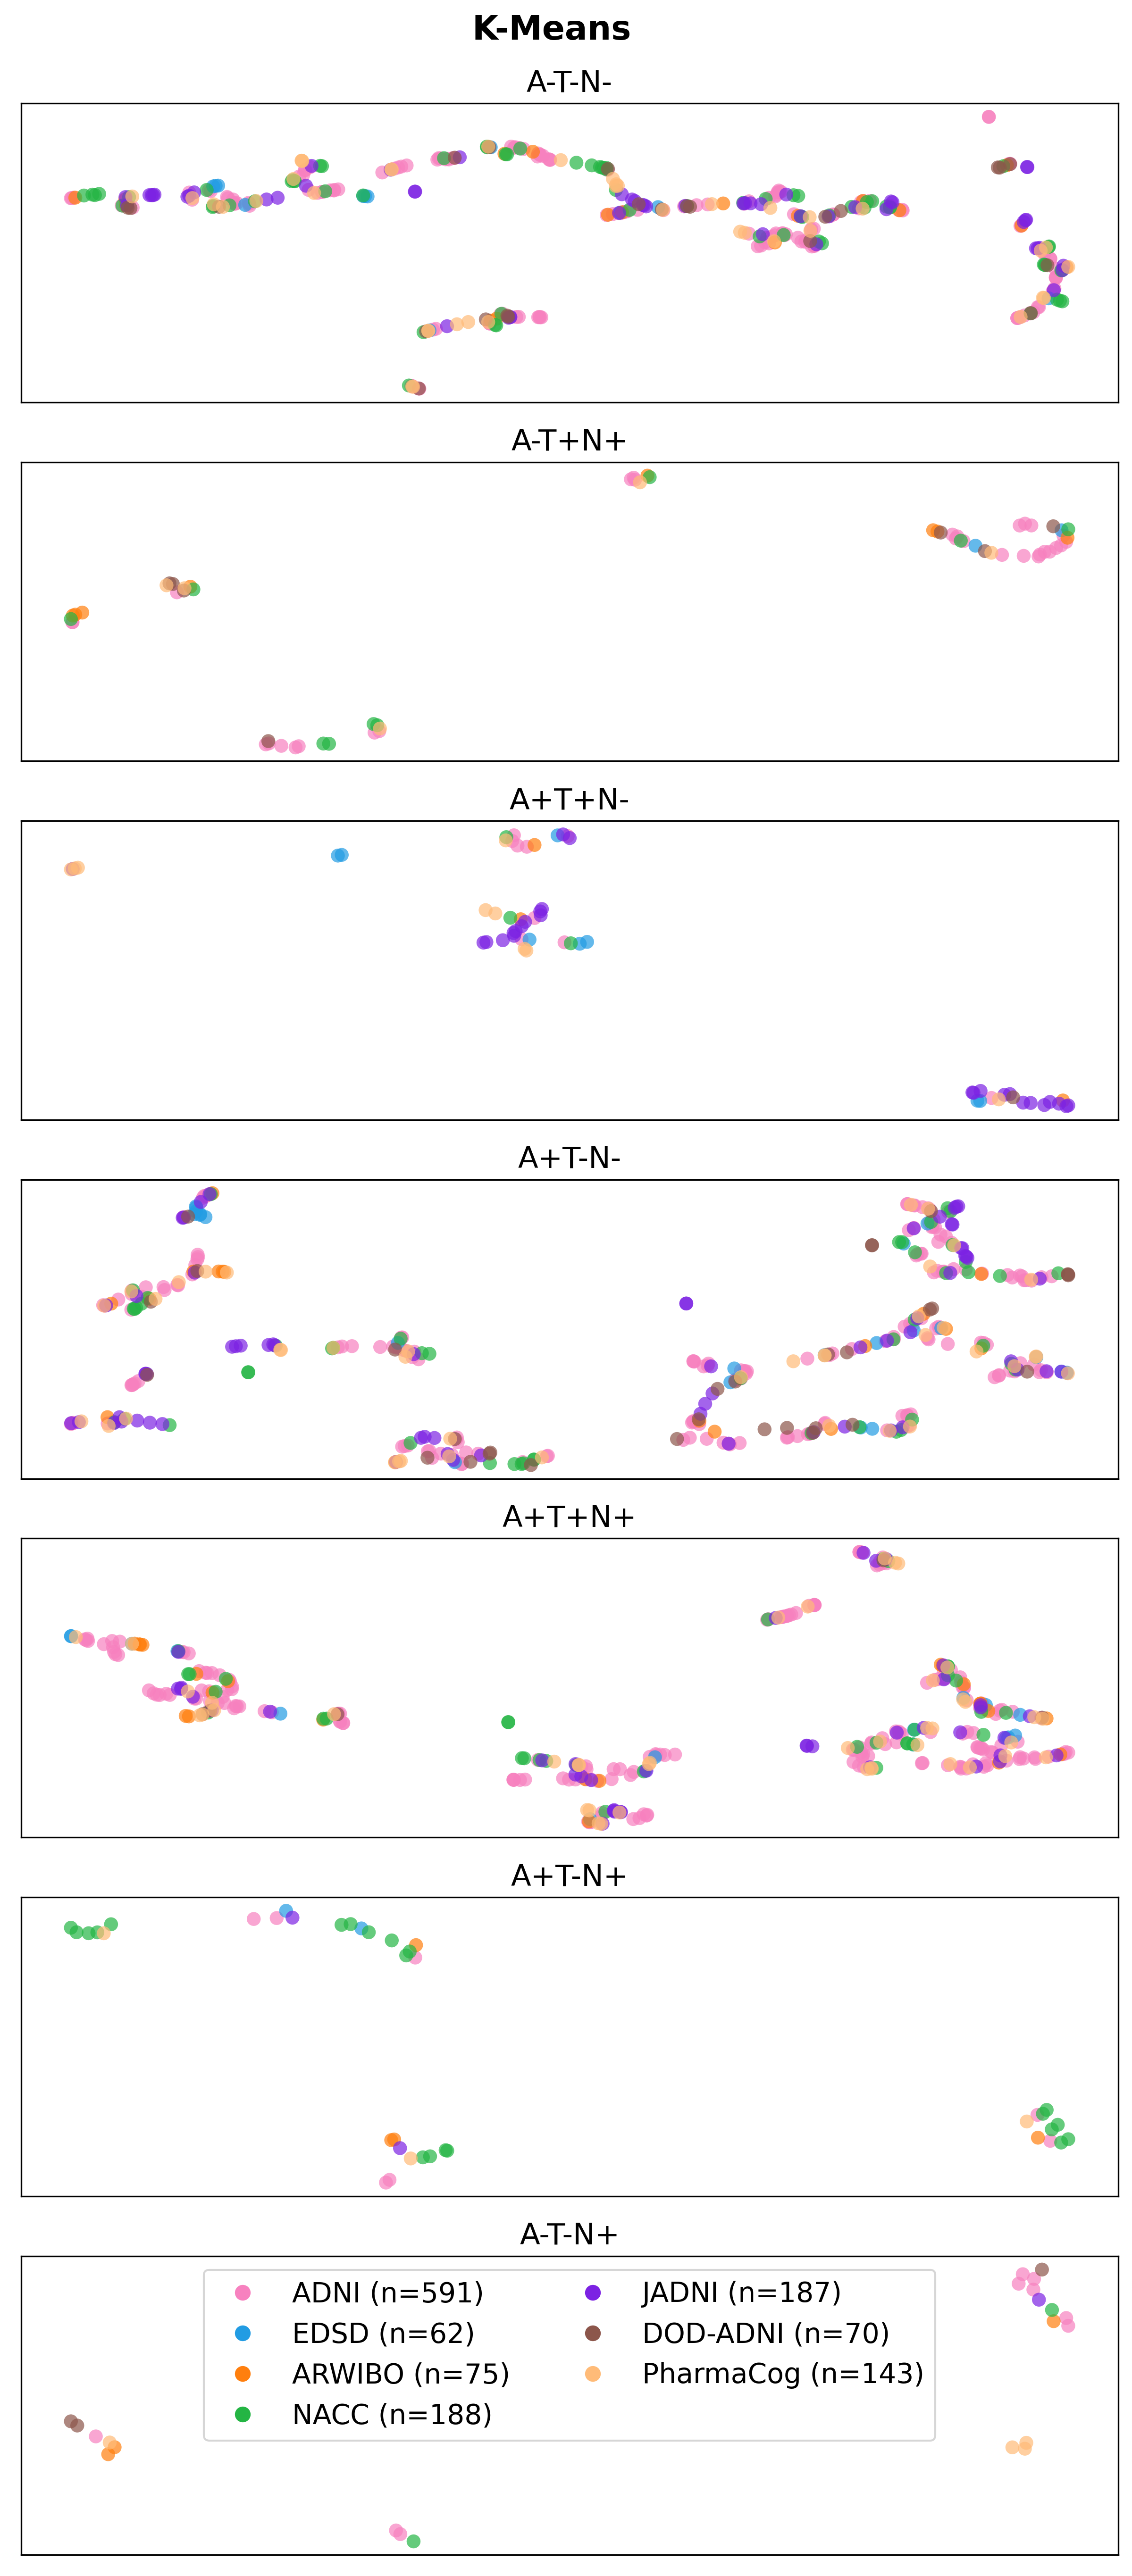 K-Means
A-T-N-
A-T+N+
A+T+N-
A+T-N-
A+T+N+
A+T-N+
A-T-N+
ADNI (n=591)
EDSD (n=62)
ARWIBO (n=75)
NACC (n=188)
JADNI (n=187)
DOD-ADNI (n=70)
PharmaCog (n=143)